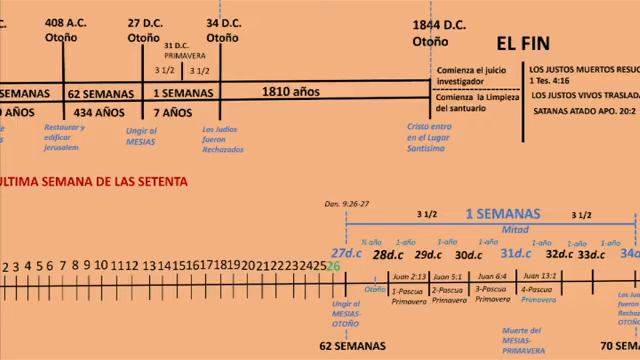 408 A.C.
Otoño
27 D.C.
Otoño
31 D.C.
PRIMAVERA
3 1/2
3 1/2
34 D.C.
Otoño
1844 D.C.
Otoño
EL FIN
SEMANAS
62 SEMANAS
1 SEMANAS
1810 años
AÑOS
434 AÑOS
7 AÑOS
Restaurar y
edificar
jerusalem
Ungir al
MESIAS
Los Judios
fueron
Rechazados
Cristo entro
en el Lugar
Santisimo
Comienza el juicio
investigador
Comienza la Limpieza
del santuario
LOS JUSTOS MUERTOS RESUC
1 Tes. 4:16
LOS JUSTOS VIVOS TRASLADA
SATANAS ATADO APO. 20:2
ULTIMA SEMANA DE LAS SETENTA
Dan. 9:26-27
3 1/2
1 SEMANAS
3 1/2
Mitad
27d.c
½ año
28d.c
1-año
29d.c
1-año
30d.c
1-año
31d.c
1-año
32d.c
1-año
33d.c
1-año
34d
2 3 4 5 6 7 8 9 10 11 12 13 14 15 16 17 18 19 20 21 22 23 24 25 26
Otoño
Juan 2:13
1-Pascua
Primavera
Juan 5:1
2-Pascua
Primavera
Juan 6:4
3-Pascua
Primavera
Juan 13:1
4-Pascua
Primavera
Ungir al
MESIAS-
OTOÑO
Muerte del
MESIAS-
PRIMAVERA
Los Jud
fueron
Rechaz
OTOÑO
62 SEMANAS
70 SEMAN